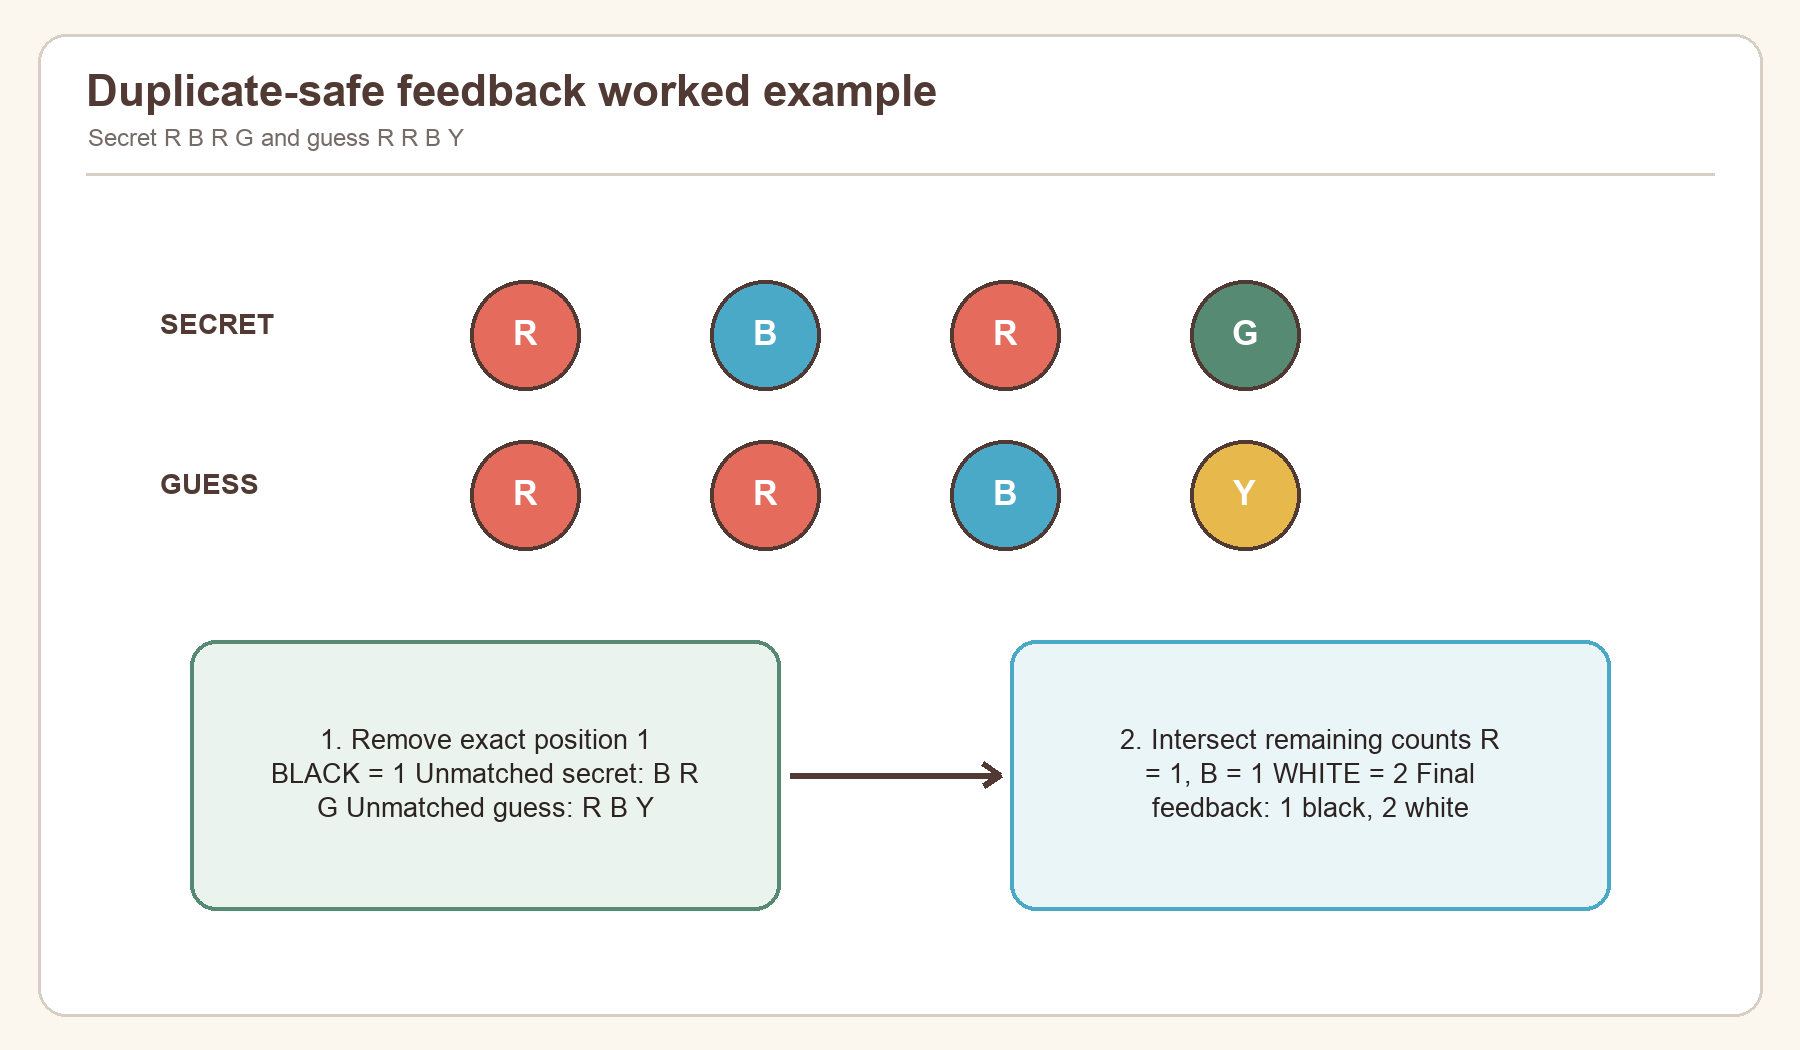 Duplicate-safe feedback worked example
Secret R B R G and guess R R B Y
SECRET
R B R G
GUESS
R R B Y
1. Remove exact position 1
BLACK = 1 Unmatched secret: B R
G Unmatched guess: R B Y
2. Intersect remaining counts R
= 1, B = 1 WHITE = 2 Final
feedback: 1 black, 2 white